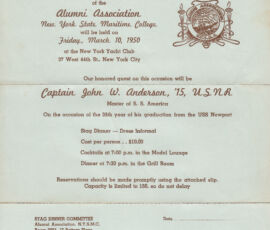 of the
Alumni Association
New York State Maritime College,
will be held on
Friday, March 10, 1950
at the New York Yacht Club
37 West 44th St., New York City
Our honored guest on this occasion will be
Captain John W. Anderson, '15, U.S.N.R.
Master of S. S. America
On the occasion of the 35th year of his graduation from the USS Newport
Stag Dinner — Dress Informal
Cost per person . . $10.00
Cocktails at 7:00 p.m. in the Model Lounge
Dinner at 7:30 p.m. in the Grill Room
Reservations should be made promptly using the attached slip.
Capacity is limited to 150. so do not delay
STAG DINNER COMMITTEE
Date
Alumni Association, N.Y.S.M.C.